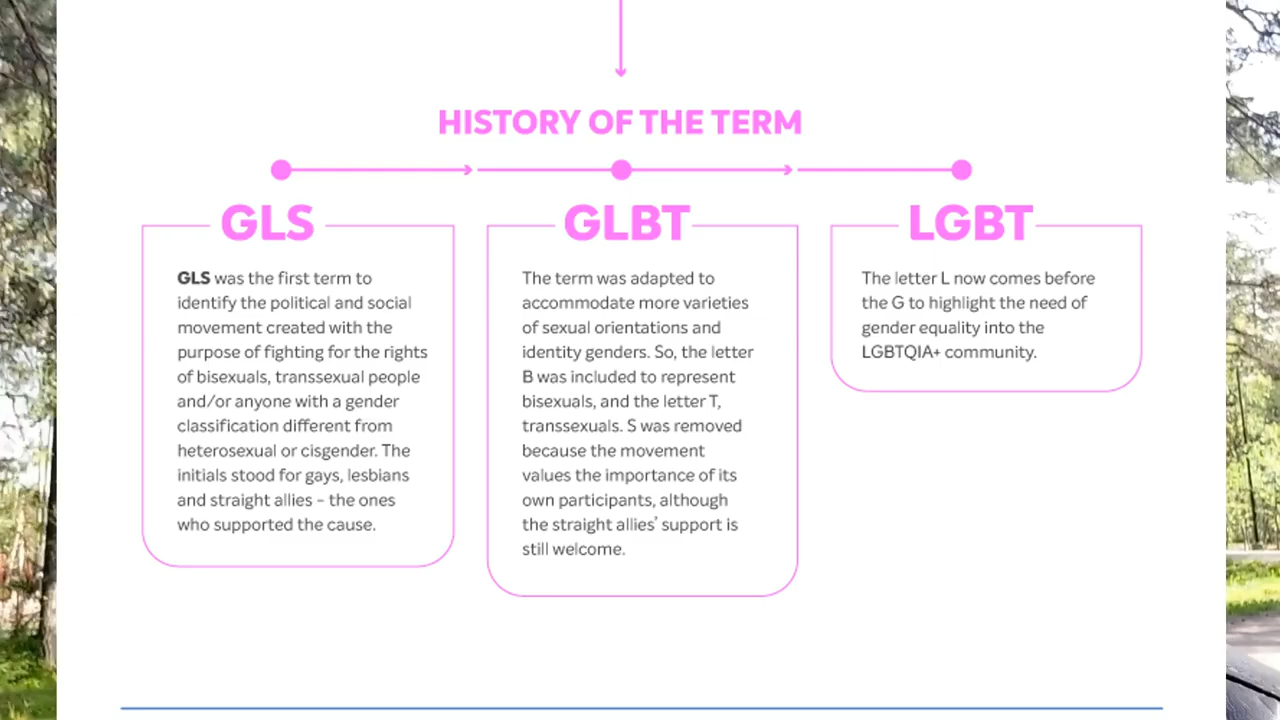 HISTORY OF THE TERM
GLS
GLS was the first term to
identify the political and social
movement created with the
purpose of fighting for the rights
of bisexuals, transsexual people
and/or anyone with a gender
classification different from
heterosexual or cisgender. The
initials stood for gays, lesbians
and straight allies – the ones
who supported the cause.
GLBT
The term was adapted to
accommodate more varieties
of sexual orientations and
identity genders. So, the letter
B was included to represent
bisexuals, and the letter T,
transsexuals. S was removed
because the movement
values the importance of its
own participants, although
the straight allies’ support is
still welcome.
LGBT
The letter L now comes before
the G to highlight the need of
gender equality into the
LGBTQIA+ community.